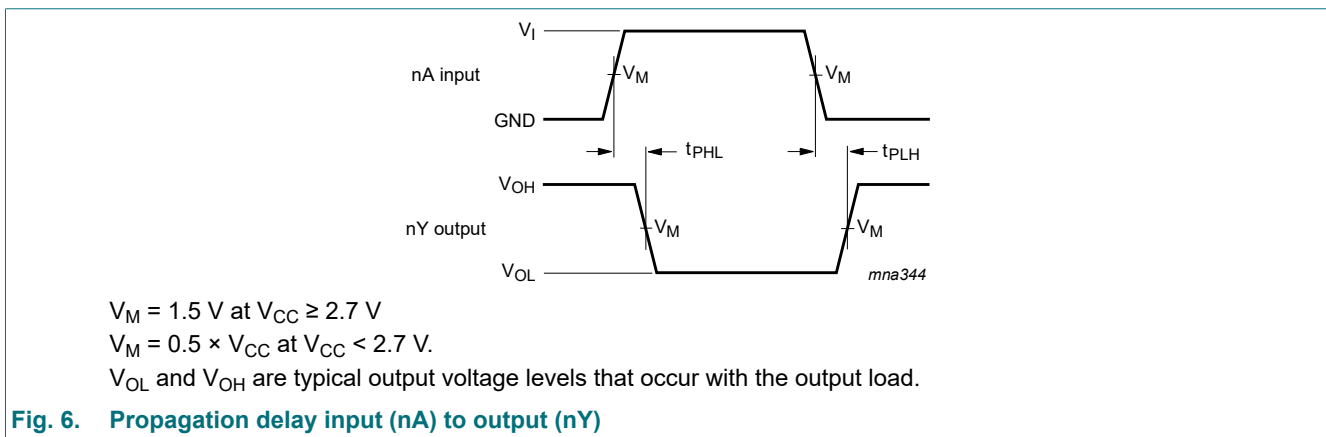 V_I
nA input
V_M
V_M
GND
t_PHL
t_PLH
V_OH
nY output
V_M
V_M
V_OL
mna344
V_M = 1.5 V at V_CC ≥ 2.7 V
V_M = 0.5 × V_CC at V_CC < 2.7 V.
V_OL and V_OH are typical output voltage levels that occur with the output load.
Fig. 6. Propagation delay input (nA) to output (nY)